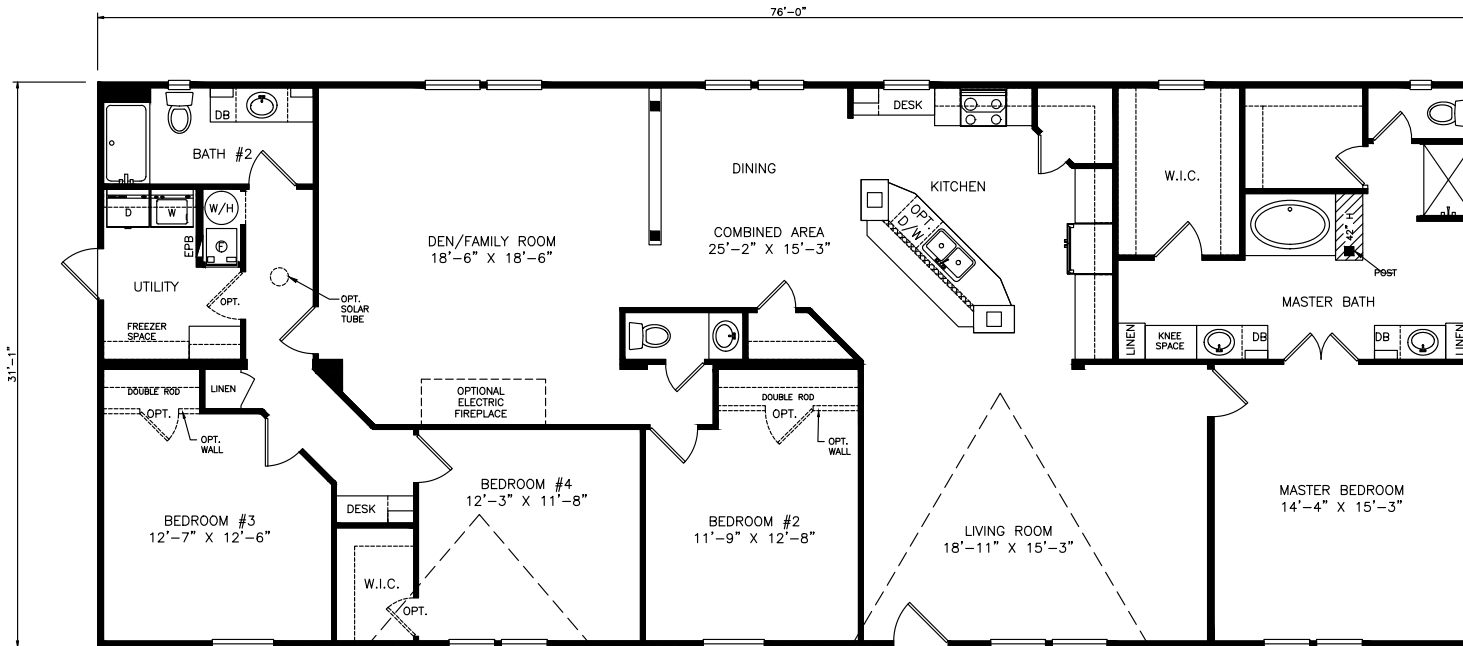 76'-0"
31'-1"
DB
BATH #2
D
W
W/H
F
EPB
UTILITY
OPT.
FREEZER
SPACE
OPT.
SOLAR
TUBE
DEN/FAMILY ROOM
18'-6" X 18'-6"
OPTIONAL
ELECTRIC
FIREPLACE
DINING
COMBINED AREA
25'-2" X 15'-3"
DESK
KITCHEN
OPT
D/W
W.I.C.
42" H
POST
MASTER BATH
LINEN
KNEE
SPACE
DB
DB
LINEN
DOUBLE ROD
OPT.
LINEN
OPT.
WALL
BEDROOM #3
12'-7" X 12'-6"
DESK
W.I.C.
OPT.
BEDROOM #4
12'-3" X 11'-8"
DOUBLE ROD
OPT.
OPT.
WALL
BEDROOM #2
11'-9" X 12'-8"
LIVING ROOM
18'-11" X 15'-3"
MASTER BEDROOM
14'-4" X 15'-3"